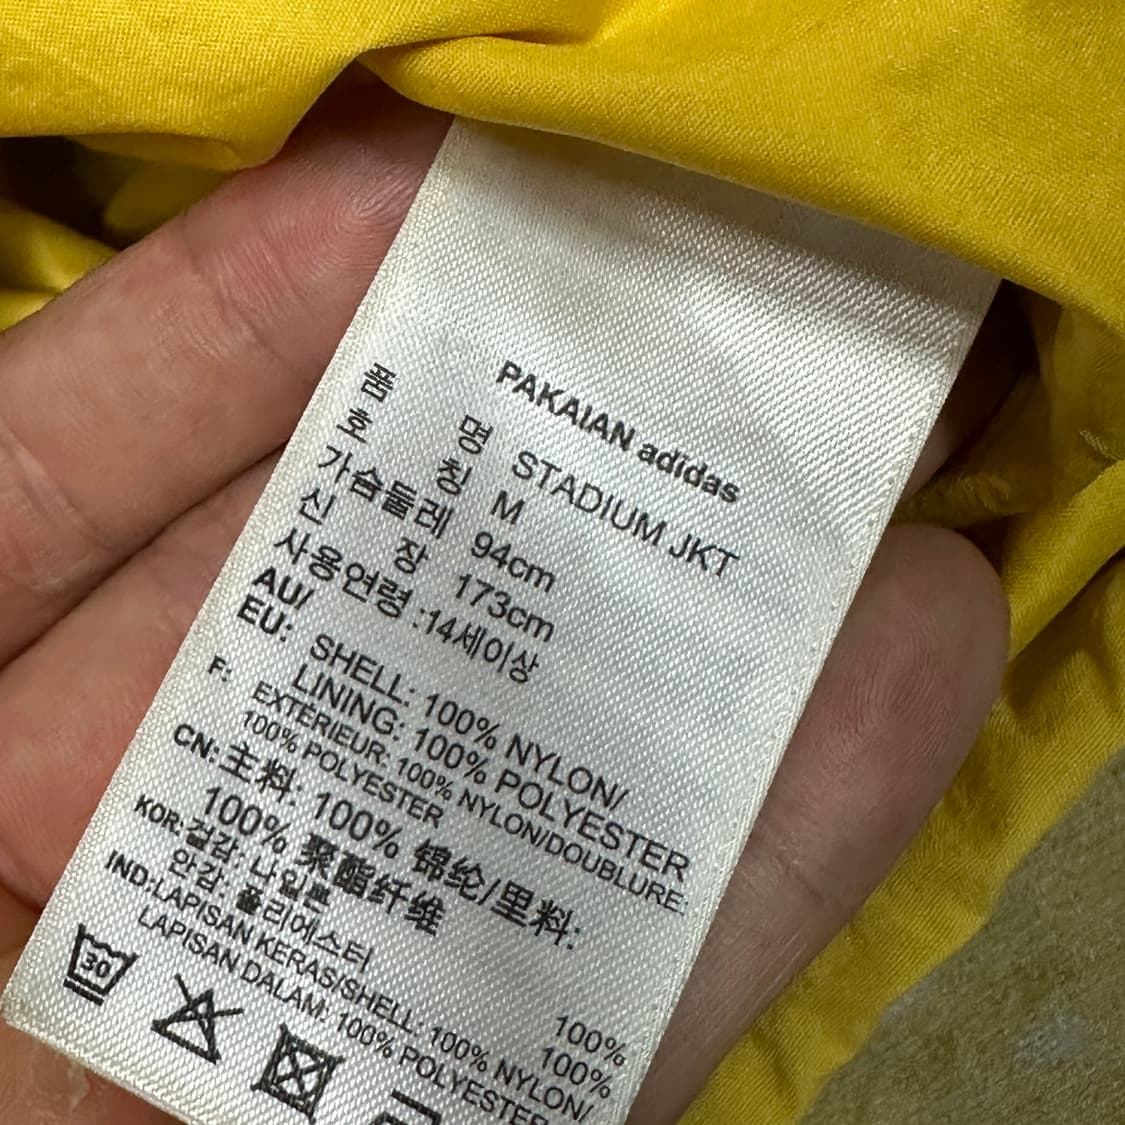 PAKAIAN adidas
품 명 STADIUM JKT
호 칭 M
가슴둘레 94cm
신 장 173cm
사용연령 :14세이상
AU/
EU: SHELL: 100% NYLON/
LINING: 100% POLYESTER
F: EXTERIEUR: 100% NYLON/DOUBLURE:
100% POLYESTER
CN: 主料: 100% 锦纶/里料:
100% 聚酯纤维
KOR: 겉감: 나일론 100%
안감: 폴리에스터 100%
IND: LAPISAN KERAS/SHELL: 100% NYLON/
LAPISAN DALAM: 100% POLYESTER
30